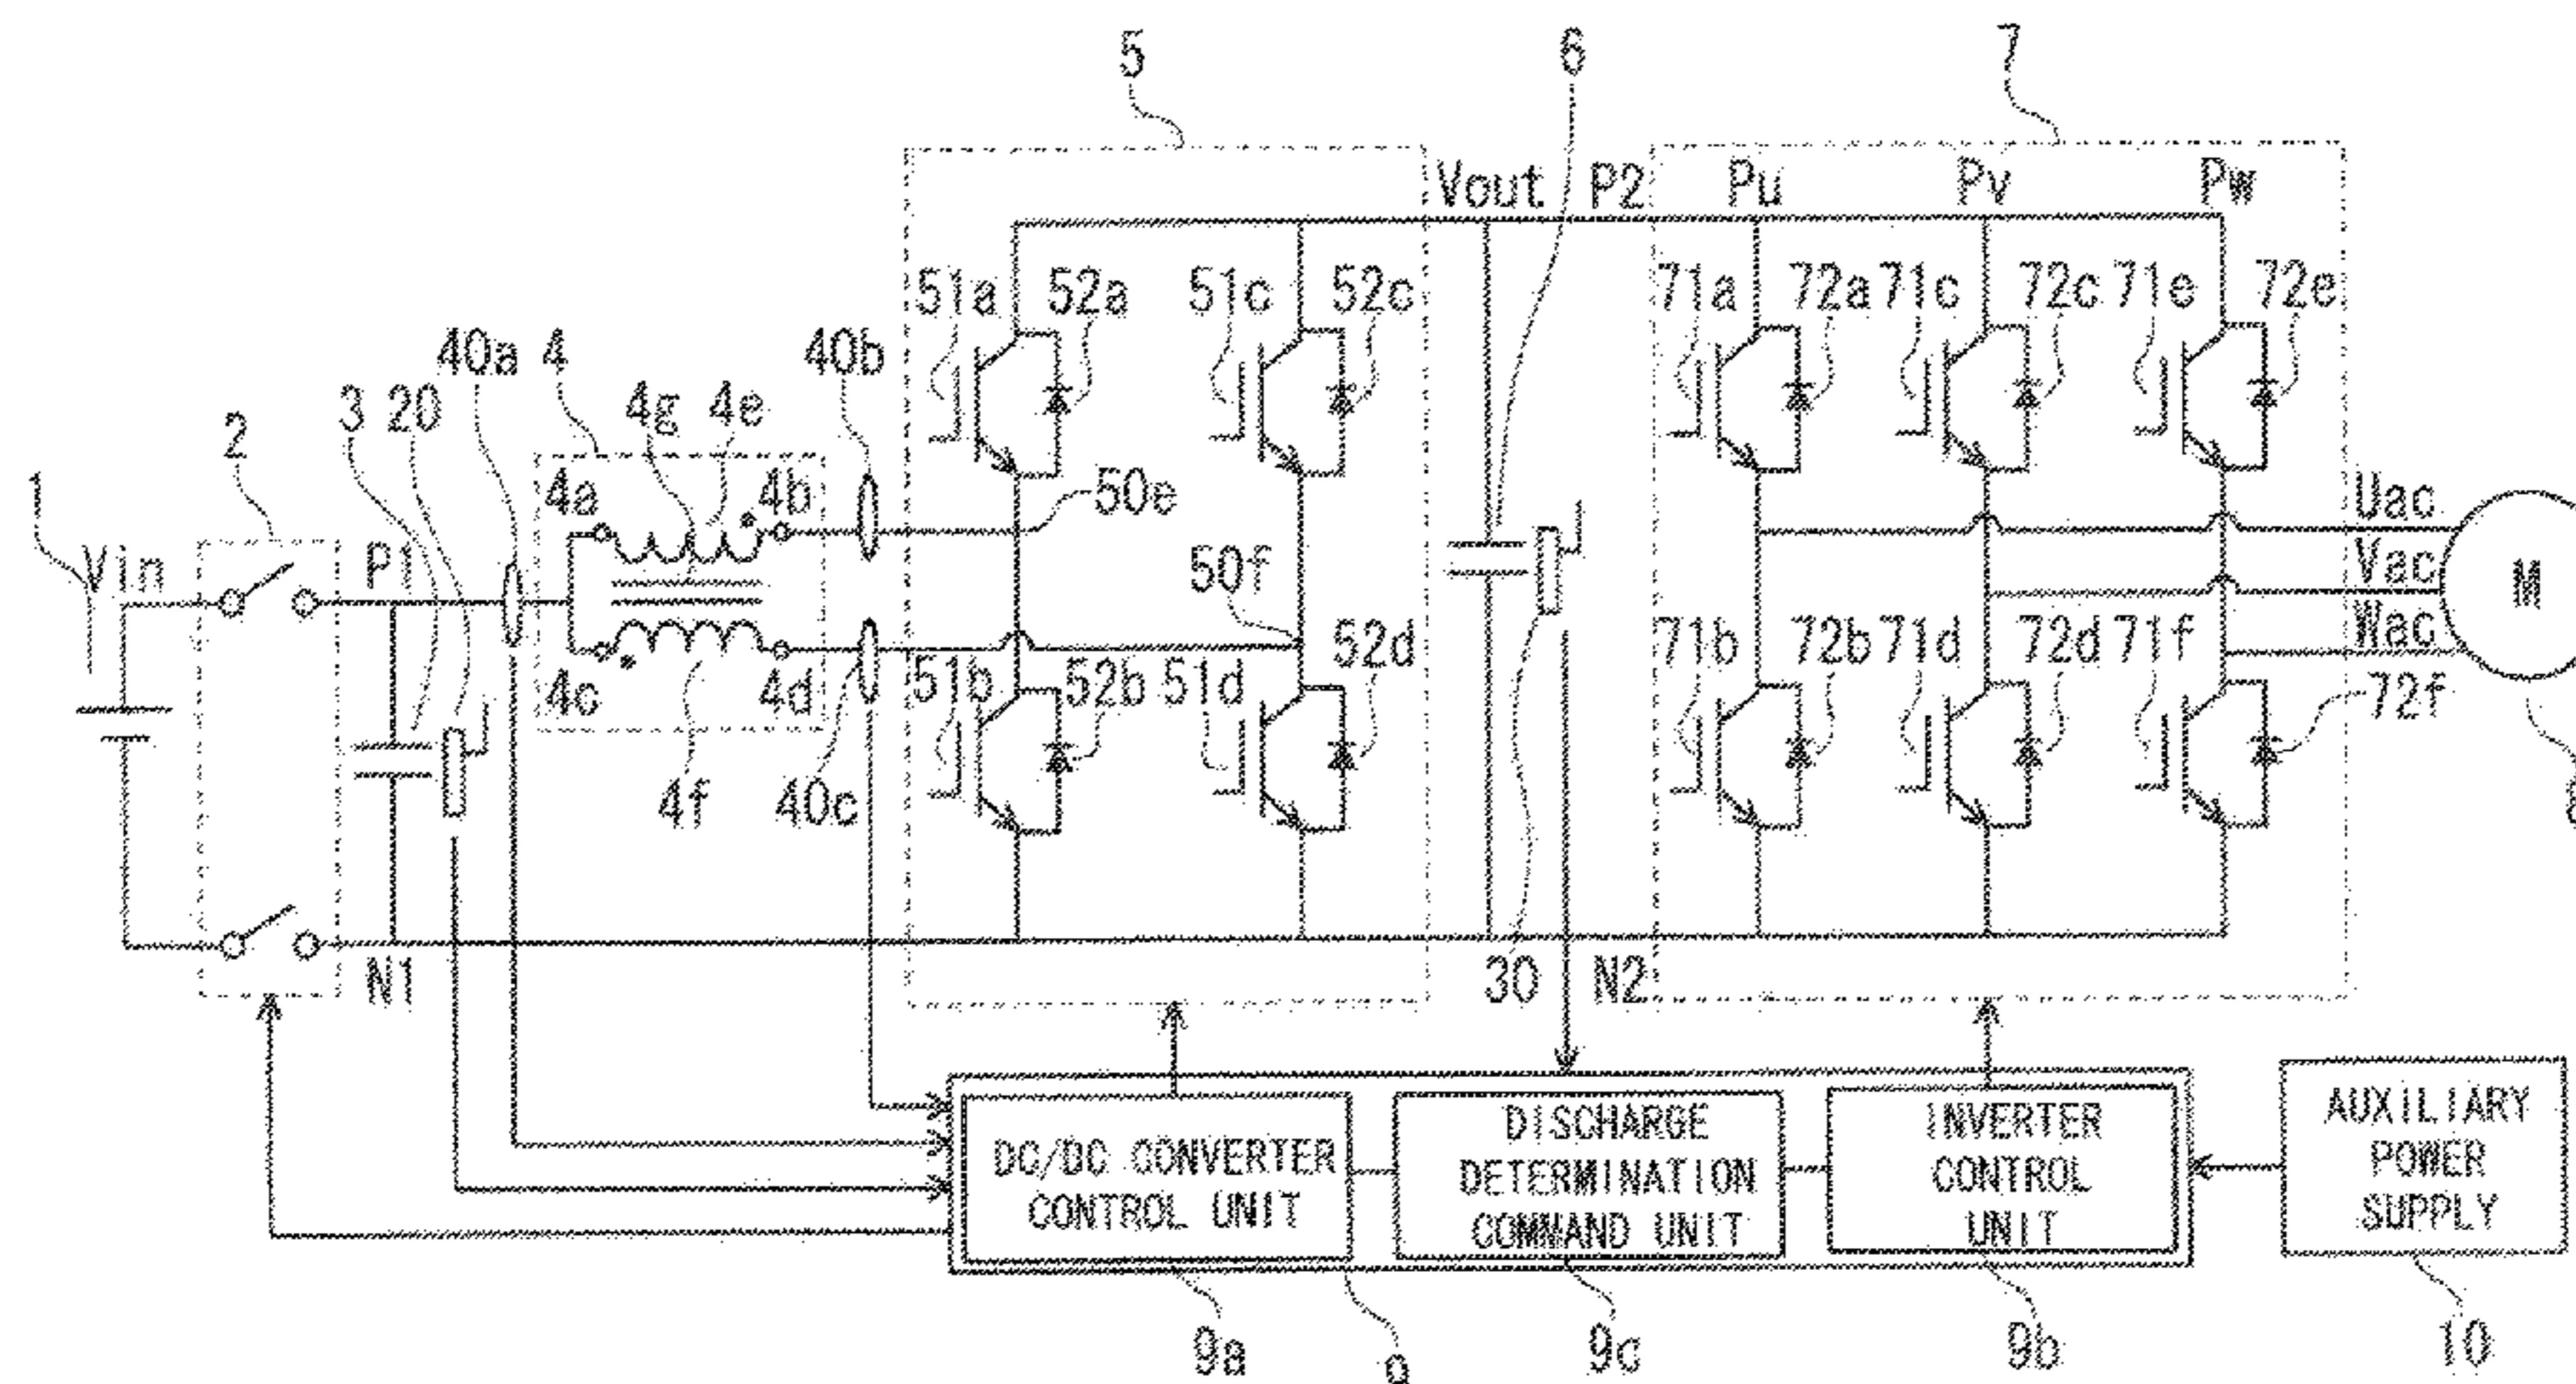 5 6 7
Vout P2 Pu Pv Pw
51a 52a 51c 52c 71a 72a 71c 72c 71e 72e
40a 4 40b
3 20 4g 4e
2
1 4a 4b 50e Uac
Vin P1 50f Vac M
4c 4d 51b 52b 51d 52d 71b 72b 71d 72d 71f Wac
72f
4f 40c
N1 30 N2
DC/DC CONVERTER
CONTROL UNIT
DISCHARGE
DETERMINATION
COMMAND UNIT
INVERTER
CONTROL
UNIT
AUXILIARY
POWER
SUPPLY
9a 9 9c 9b 10